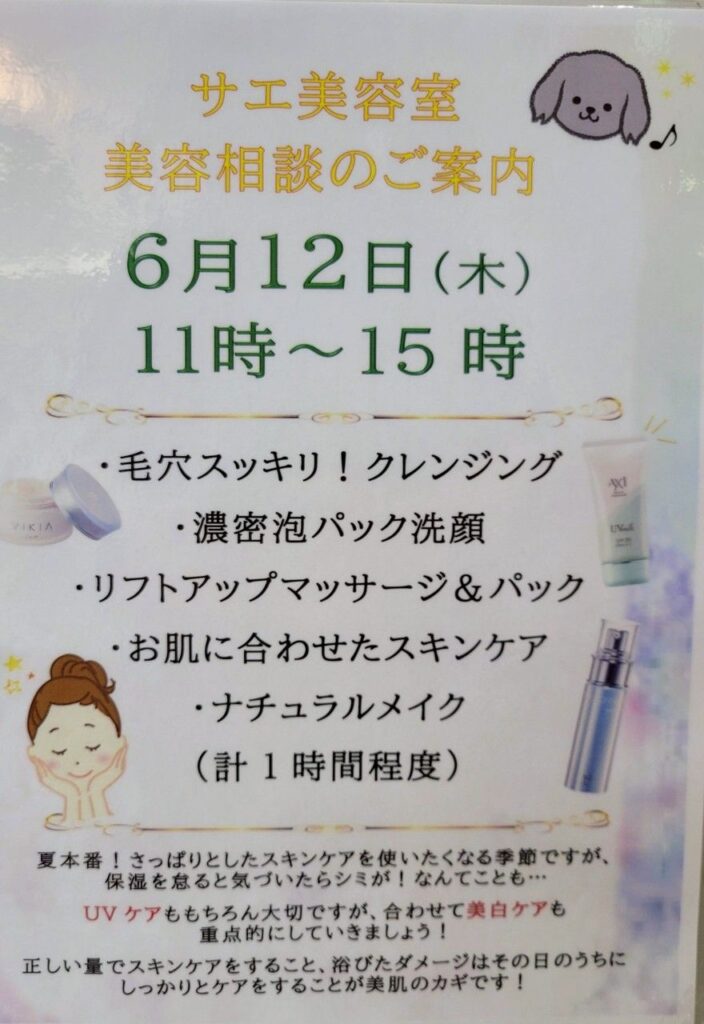 サエ美容室
美容相談のご案内
6月12日（木）
11時～15時
・毛穴スッキリ！クレンジング
・濃密泡パック洗顔
・リフトアップマッサージ＆パック
・お肌に合わせたスキンケア
・ナチュラルメイク
（計1時間程度）
夏本番！さっぱりとしたスキンケアを使いたくなる季節ですが、
保湿を怠ると気づいたらシミが！なんてことも…
UVケアももちろん大切ですが、合わせて美白ケアも
重点的にしていきましょう！
正しい量でスキンケアをすること、浴びたダメージはその日のうちに
しっかりとケアをすることが美肌のカギです！